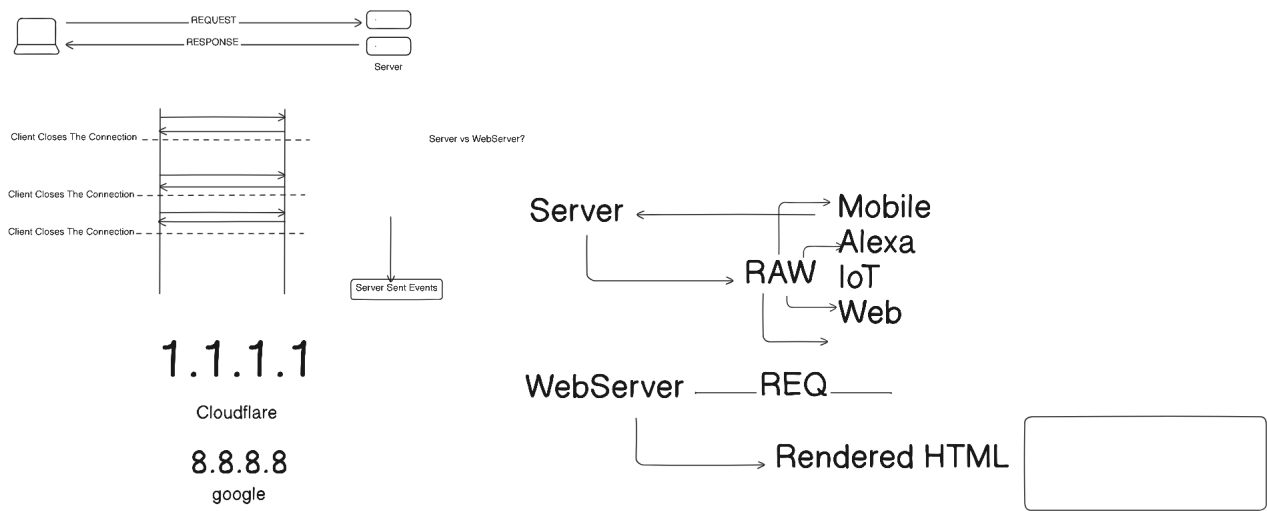 REQUEST
RESPONSE
Server
Client Closes The Connection
Client Closes The Connection
Client Closes The Connection
Server Sent Events
1.1.1.1
Cloudflare
8.8.8.8
google
Server vs WebServer?
Server
RAW
Mobile
Alexa
IoT
Web
WebServer
REQ
Rendered HTML